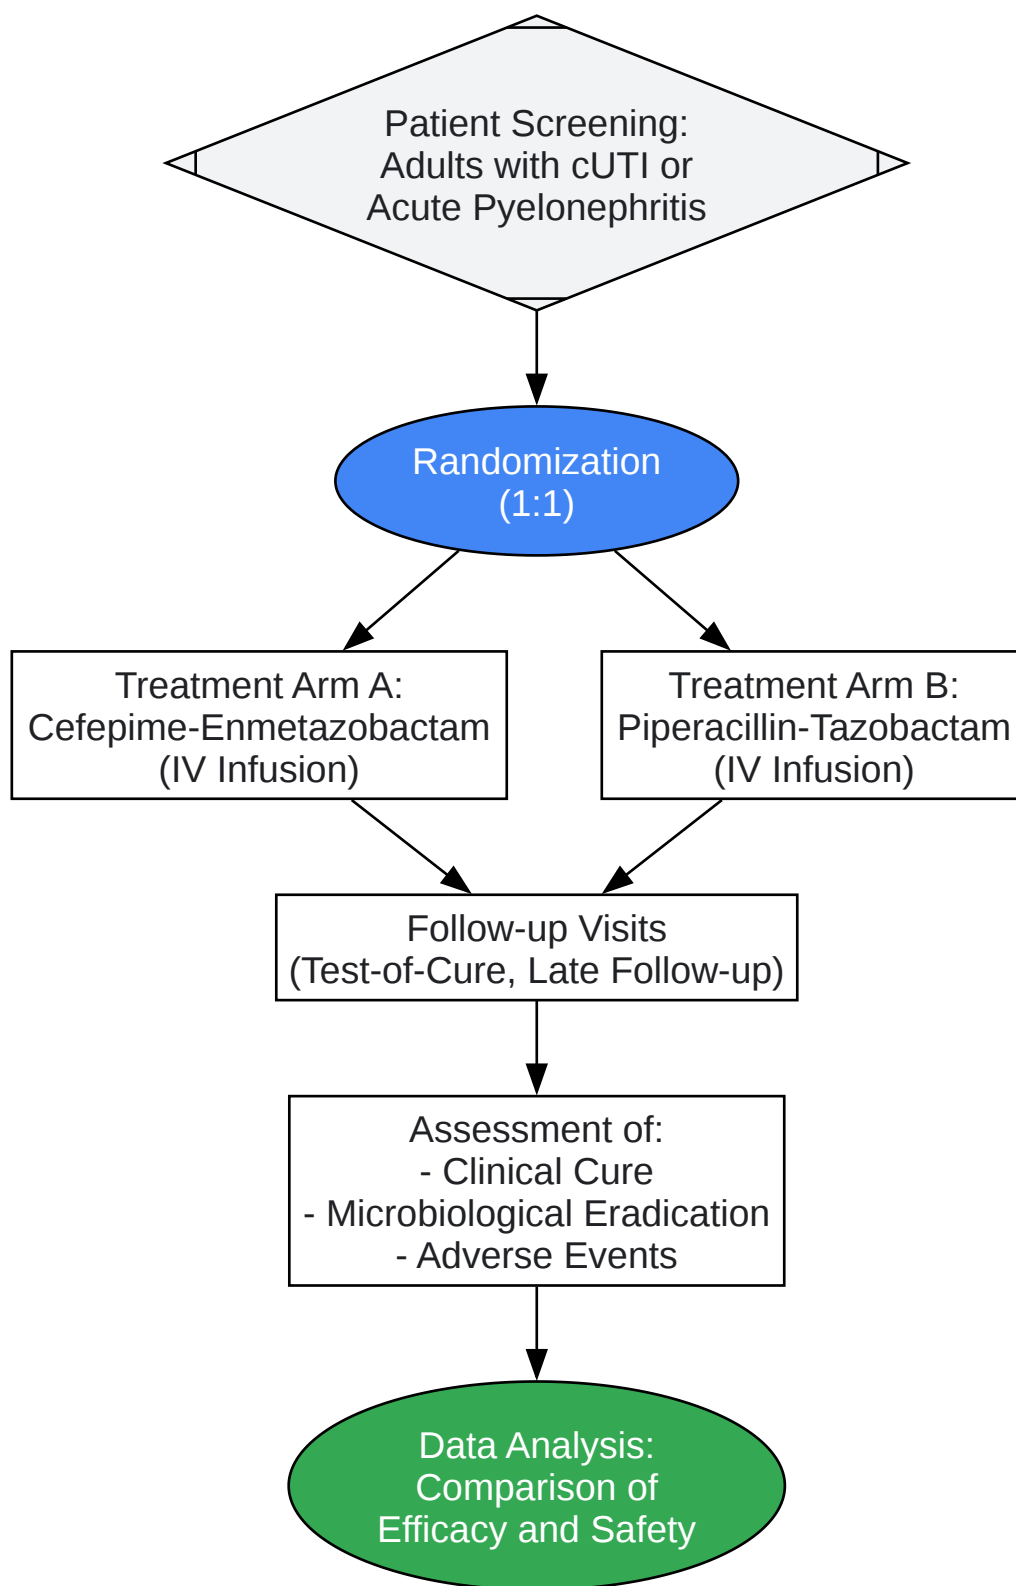 Patient Screening:
Adults with cUTI or
Acute Pyelonephritis
Randomization
(1:1)
Treatment Arm A:
Cefepime-Enmetazobactam
(IV Infusion)
Treatment Arm B:
Piperacillin-Tazobactam
(IV Infusion)
Follow-up Visits
(Test-of-Cure, Late Follow-up)
Assessment of:
- Clinical Cure
- Microbiological Eradication
- Adverse Events
Data Analysis:
Comparison of
Efficacy and Safety